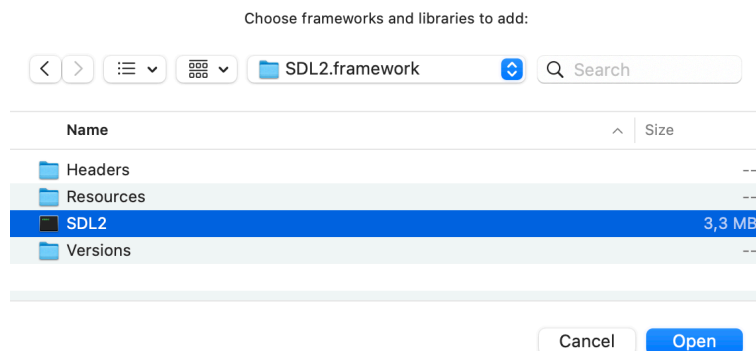 Choose frameworks and libraries to add:
SDL2.framework Search
Name Size
Headers --
Resources --
SDL2 3,3 MB
Versions --
Cancel Open